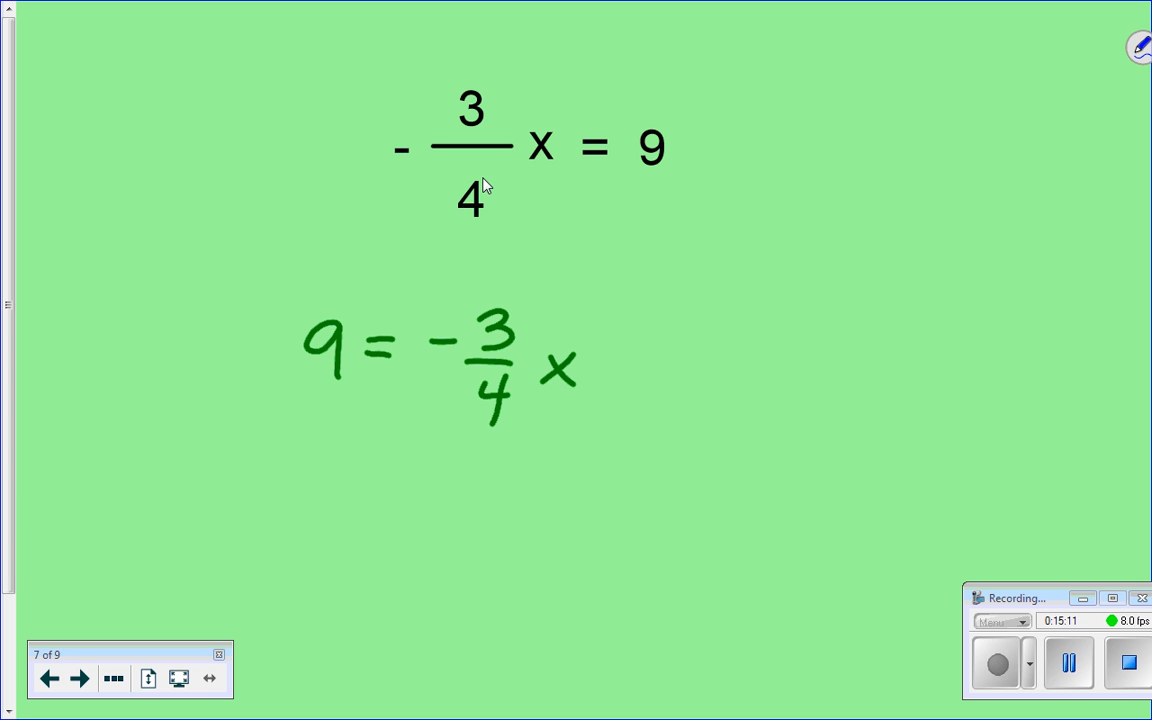 - 3/4 x = 9
9 = - 3/4 x
Recording...
Menu 0:15:11 8.0 fps
7 of 9